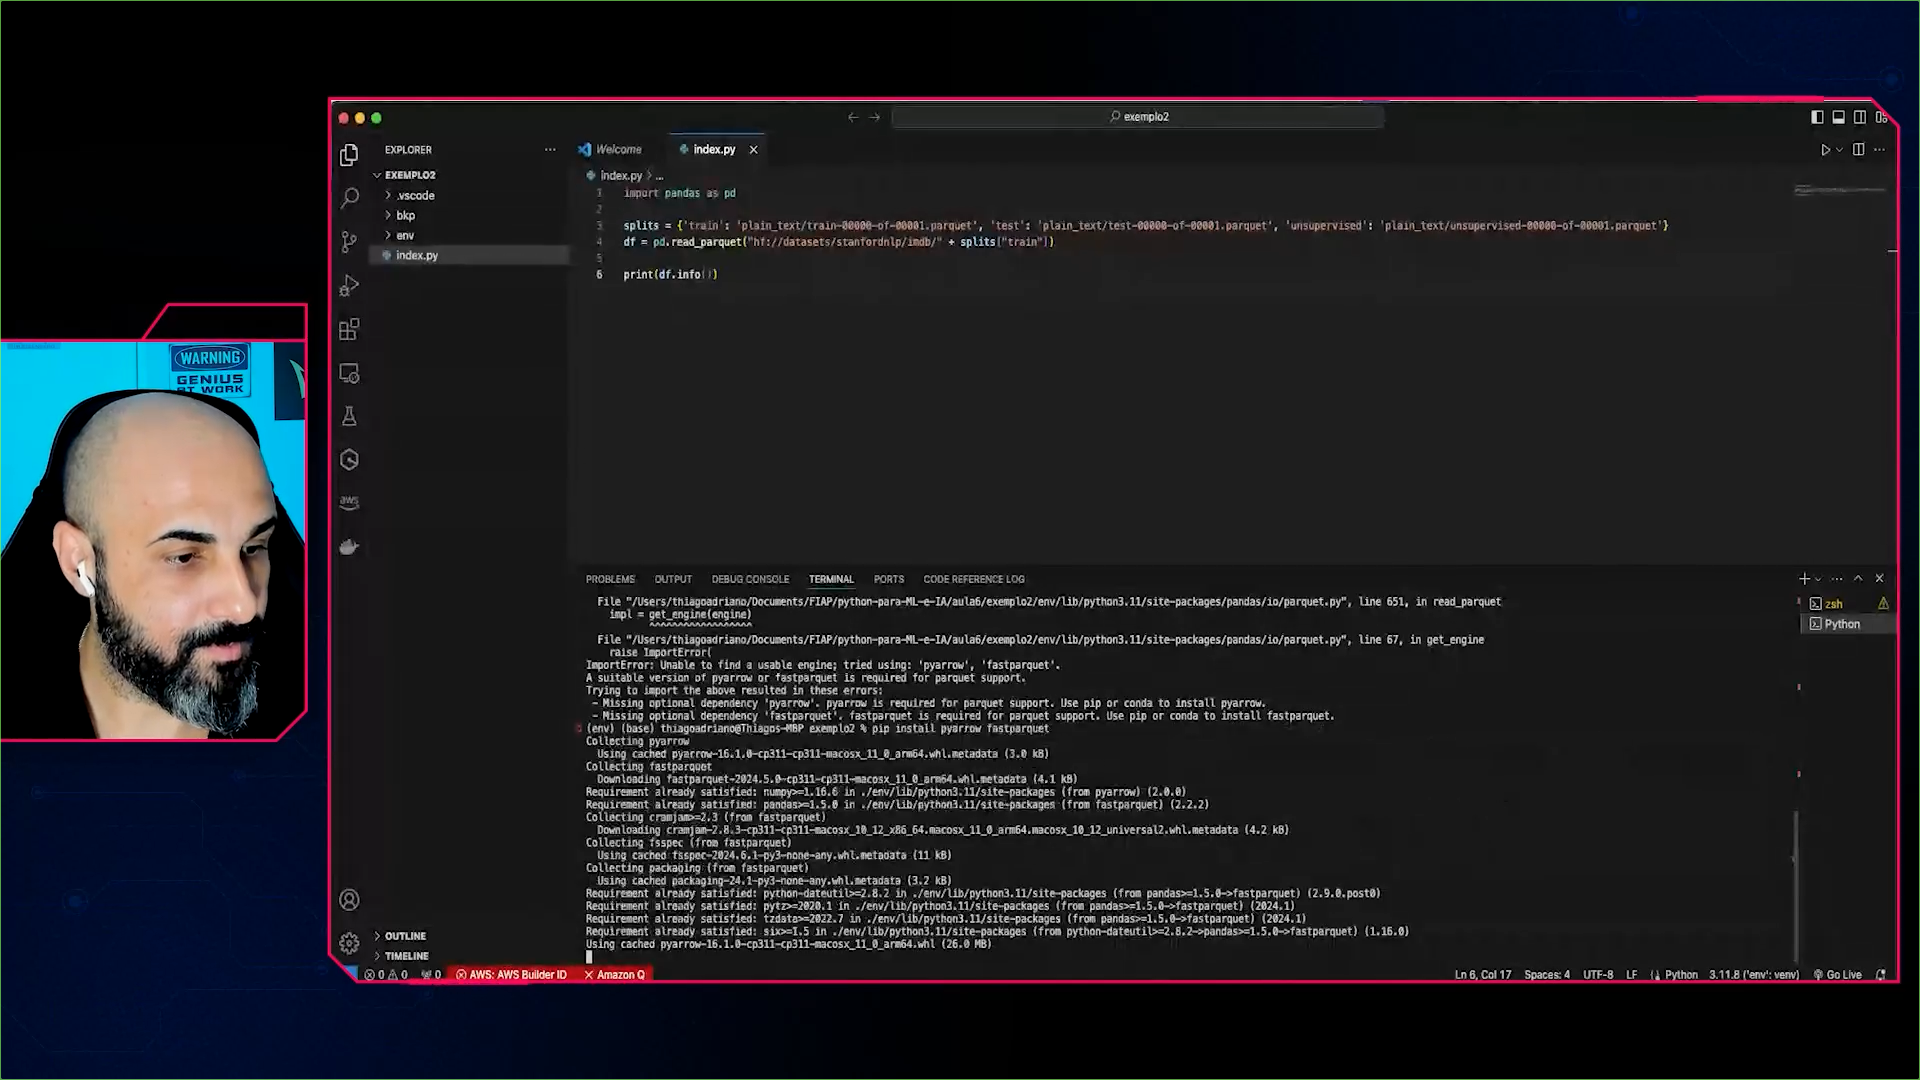 exemplo2
EXPLORER
Welcome
index.py
EXEMPLO2
.vscode
bkp
env
index.py
index.py > ...
1 import pandas as pd
2
3 splits = {'train': 'plain_text/train-00000-of-00001.parquet', 'test': 'plain_text/test-00000-of-00001.parquet', 'unsupervised': 'plain_text/unsupervised-00000-of-00001.parquet'}
4 df = pd.read_parquet("hf://datasets/stanfordnlp/imdb/" + splits["train"])
5
6 print(df.info())
WARNING
GENIUS
AT WORK
aws
PROBLEMS OUTPUT DEBUG CONSOLE TERMINAL PORTS CODE REFERENCE LOG
zsh
Python
File "/Users/thiagoadriano/Documents/FIAP/python-para-ML-e-IA/aula6/exemplo2/env/lib/python3.11/site-packages/pandas/io/parquet.py", line 651, in read_parquet
impl = get_engine(engine)
^^^^^^^^^^^^^^^^^^
File "/Users/thiagoadriano/Documents/FIAP/python-para-ML-e-IA/aula6/exemplo2/env/lib/python3.11/site-packages/pandas/io/parquet.py", line 67, in get_engine
raise ImportError(
ImportError: Unable to find a usable engine; tried using: 'pyarrow', 'fastparquet'.
A suitable version of pyarrow or fastparquet is required for parquet support.
Trying to import the above resulted in these errors:
- Missing optional dependency 'pyarrow'. pyarrow is required for parquet support. Use pip or conda to install pyarrow.
- Missing optional dependency 'fastparquet'. fastparquet is required for parquet support. Use pip or conda to install fastparquet.
(env) (base) thiagoadriano@Thiagos-MBP exemplo2 % pip install pyarrow fastparquet
Collecting pyarrow
Using cached pyarrow-16.1.0-cp311-cp311-macosx_11_0_arm64.whl.metadata (3.0 kB)
Collecting fastparquet
Downloading fastparquet-2024.5.0-cp311-cp311-macosx_11_0_arm64.whl.metadata (4.1 kB)
Requirement already satisfied: numpy>=1.16.6 in ./env/lib/python3.11/site-packages (from pyarrow) (2.0.0)
Requirement already satisfied: pandas>=1.5.0 in ./env/lib/python3.11/site-packages (from fastparquet) (2.2.2)
Collecting cramjam>=2.3 (from fastparquet)
Downloading cramjam-2.8.3-cp311-cp311-macosx_10_12_x86_64.macosx_11_0_arm64.macosx_10_12_universal2.whl.metadata (4.2 kB)
Collecting fsspec (from fastparquet)
Using cached fsspec-2024.6.1-py3-none-any.whl.metadata (11 kB)
Collecting packaging (from fastparquet)
Using cached packaging-24.1-py3-none-any.whl.metadata (3.2 kB)
Requirement already satisfied: python-dateutil>=2.8.2 in ./env/lib/python3.11/site-packages (from pandas>=1.5.0->fastparquet) (2.9.0.post0)
Requirement already satisfied: pytz>=2020.1 in ./env/lib/python3.11/site-packages (from pandas>=1.5.0->fastparquet) (2024.1)
Requirement already satisfied: tzdata>=2022.7 in ./env/lib/python3.11/site-packages (from pandas>=1.5.0->fastparquet) (2024.1)
Requirement already satisfied: six>=1.5 in ./env/lib/python3.11/site-packages (from python-dateutil>=2.8.2->pandas>=1.5.0->fastparquet) (1.16.0)
Using cached pyarrow-16.1.0-cp311-cp311-macosx_11_0_arm64.whl (26.0 MB)
OUTLINE
TIMELINE
0 0 0 AWS: AWS Builder ID Amazon Q Ln 6, Col 17 Spaces: 4 UTF-8 LF Python 3.11.8 ('env': venv) Go Live